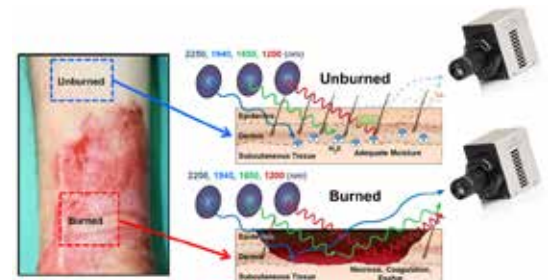 Unburned
Burned
2250, 1940, 1650, 1200 (nm)
Unburned
Epidermis
Dermis
H₂O
Subcutaneous Tissue
Adequate Moisture
2250, 1940, 1650, 1200 (nm)
Burned
Epidermis
Dermis
Subcutaneous Tissue
Necrosis, Coagulation,